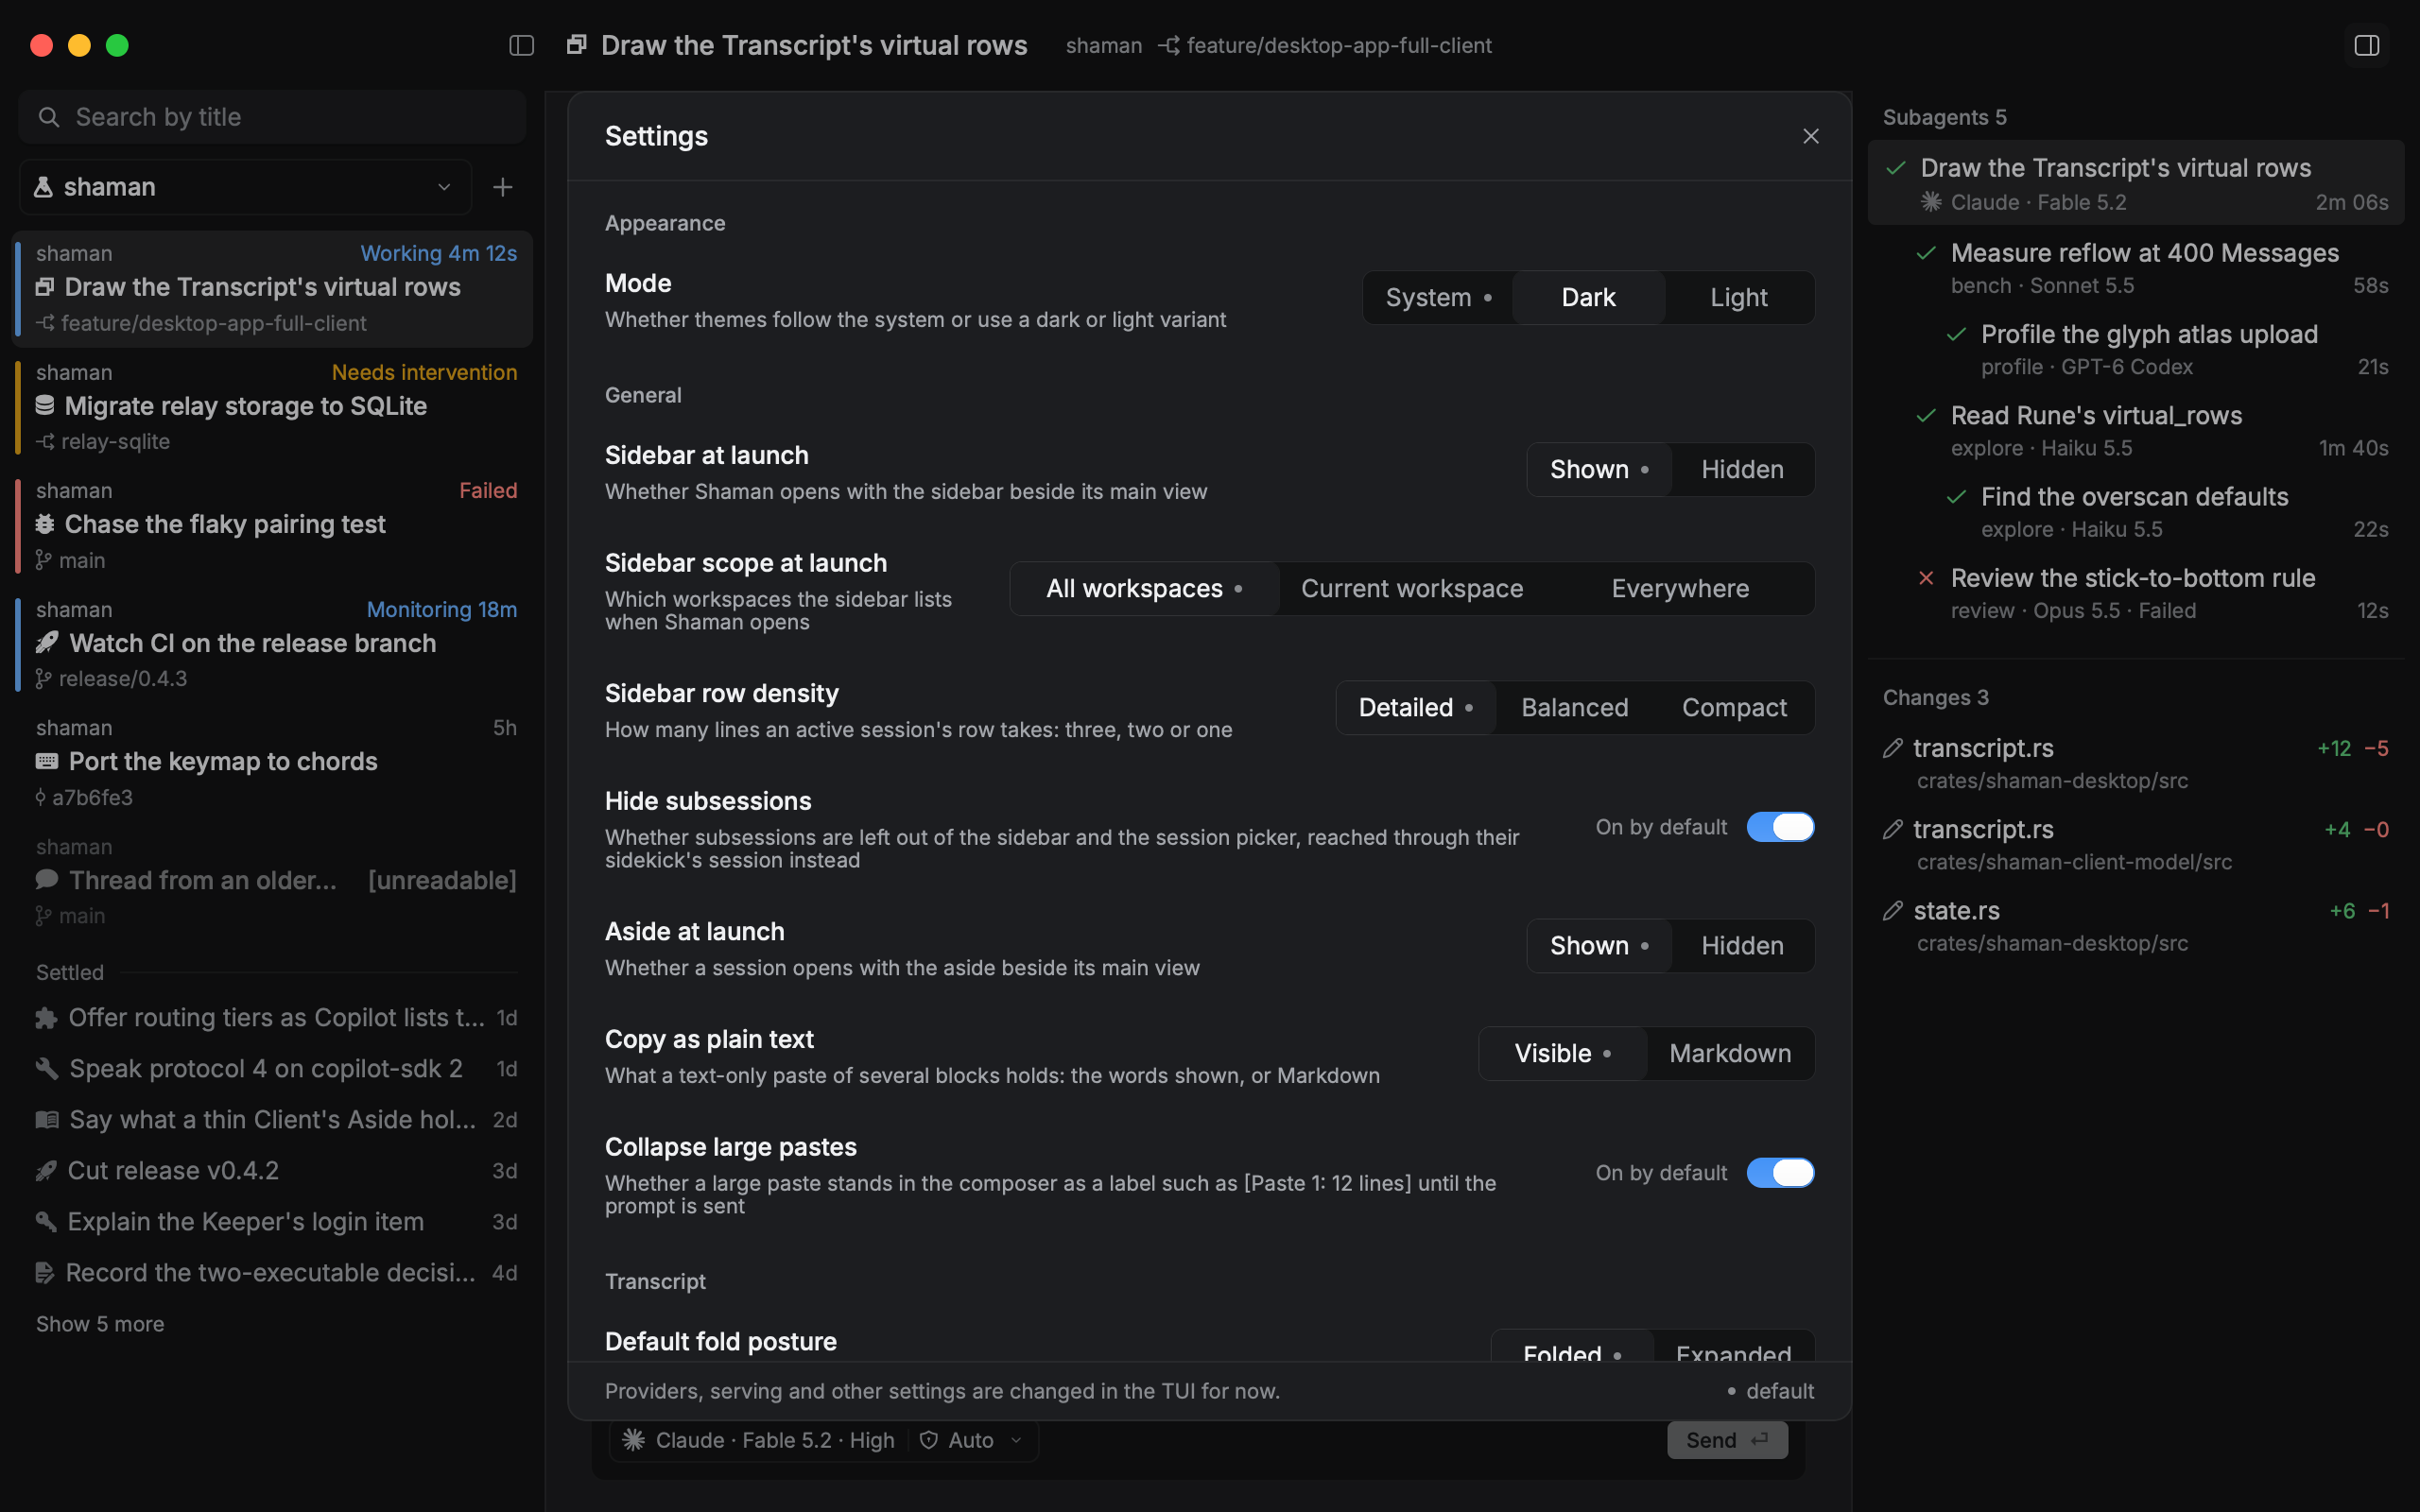 Draw the Transcript's virtual rows shaman feature/desktop-app-full-client
Search by title
shaman
shaman Working 4m 12s
Draw the Transcript's virtual rows
feature/desktop-app-full-client
shaman Needs intervention
Migrate relay storage to SQLite
relay-sqlite
shaman Failed
Chase the flaky pairing test
main
shaman Monitoring 18m
Watch CI on the release branch
release/0.4.3
shaman 5h
Port the keymap to chords
a7b6fe3
shaman
Thread from an older... [unreadable]
main
Settled
Offer routing tiers as Copilot lists t... 1d
Speak protocol 4 on copilot-sdk 2 1d
Say what a thin Client's Aside hol... 2d
Cut release v0.4.2 3d
Explain the Keeper's login item 3d
Record the two-executable decisi... 4d
Show 5 more
Settings
Appearance
Mode
Whether themes follow the system or use a dark or light variant
System • Dark Light
General
Sidebar at launch
Whether Shaman opens with the sidebar beside its main view
Shown • Hidden
Sidebar scope at launch
Which workspaces the sidebar lists
when Shaman opens
All workspaces • Current workspace Everywhere
Sidebar row density
How many lines an active session's row takes: three, two or one
Detailed • Balanced Compact
Hide subsessions
Whether subsessions are left out of the sidebar and the session picker, reached through their
sidekick's session instead
On by default
Aside at launch
Whether a session opens with the aside beside its main view
Shown • Hidden
Copy as plain text
What a text-only paste of several blocks holds: the words shown, or Markdown
Visible • Markdown
Collapse large pastes
Whether a large paste stands in the composer as a label such as [Paste 1: 12 lines] until the
prompt is sent
On by default
Transcript
Default fold posture
Folded • Expanded
Providers, serving and other settings are changed in the TUI for now.
• default
Claude · Fable 5.2 · High Auto
Send
Subagents 5
Draw the Transcript's virtual rows
Claude · Fable 5.2 2m 06s
Measure reflow at 400 Messages
bench · Sonnet 5.5 58s
Profile the glyph atlas upload
profile · GPT-6 Codex 21s
Read Rune's virtual_rows
explore · Haiku 5.5 1m 40s
Find the overscan defaults
explore · Haiku 5.5 22s
Review the stick-to-bottom rule
review · Opus 5.5 · Failed 12s
Changes 3
transcript.rs +12 −5
crates/shaman-desktop/src
transcript.rs +4 −0
crates/shaman-client-model/src
state.rs +6 −1
crates/shaman-desktop/src